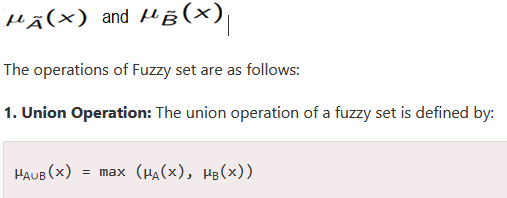 μ_Ã(×) and μ_B̃(×)
The operations of Fuzzy set are as follows:
1. Union Operation: The union operation of a fuzzy set is defined by:
μA∪B(x) = max (μA(x), μB(x))